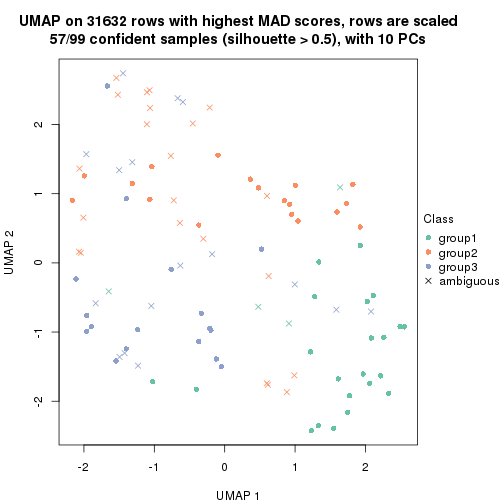 UMAP on 31632 rows with highest MAD scores, rows are scaled
57/99 confident samples (silhouette > 0.5), with 10 PCs
2
1
0
-1
-2
UMAP 2
-2
-1
0
1
2
UMAP 1
Class
group1
group2
group3
ambiguous